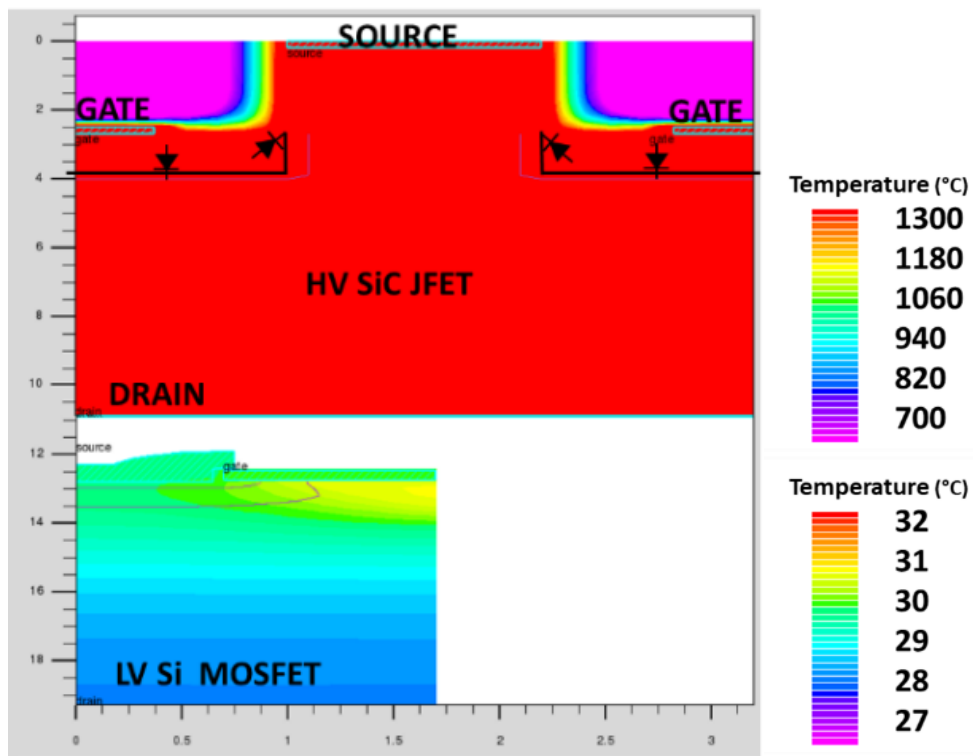 0
SOURCE
source
2
GATE
GATE
gate
gate
4
Temperature (°C)
1300
1180
1060
940
820
700
6
HV SiC JFET
8
10
DRAIN
drain
12
source
gate
14
16
18
LV Si  MOSFET
drain
0
0.5
1
1.5
2
2.5
3
Temperature (°C)
32
31
30
29
28
27